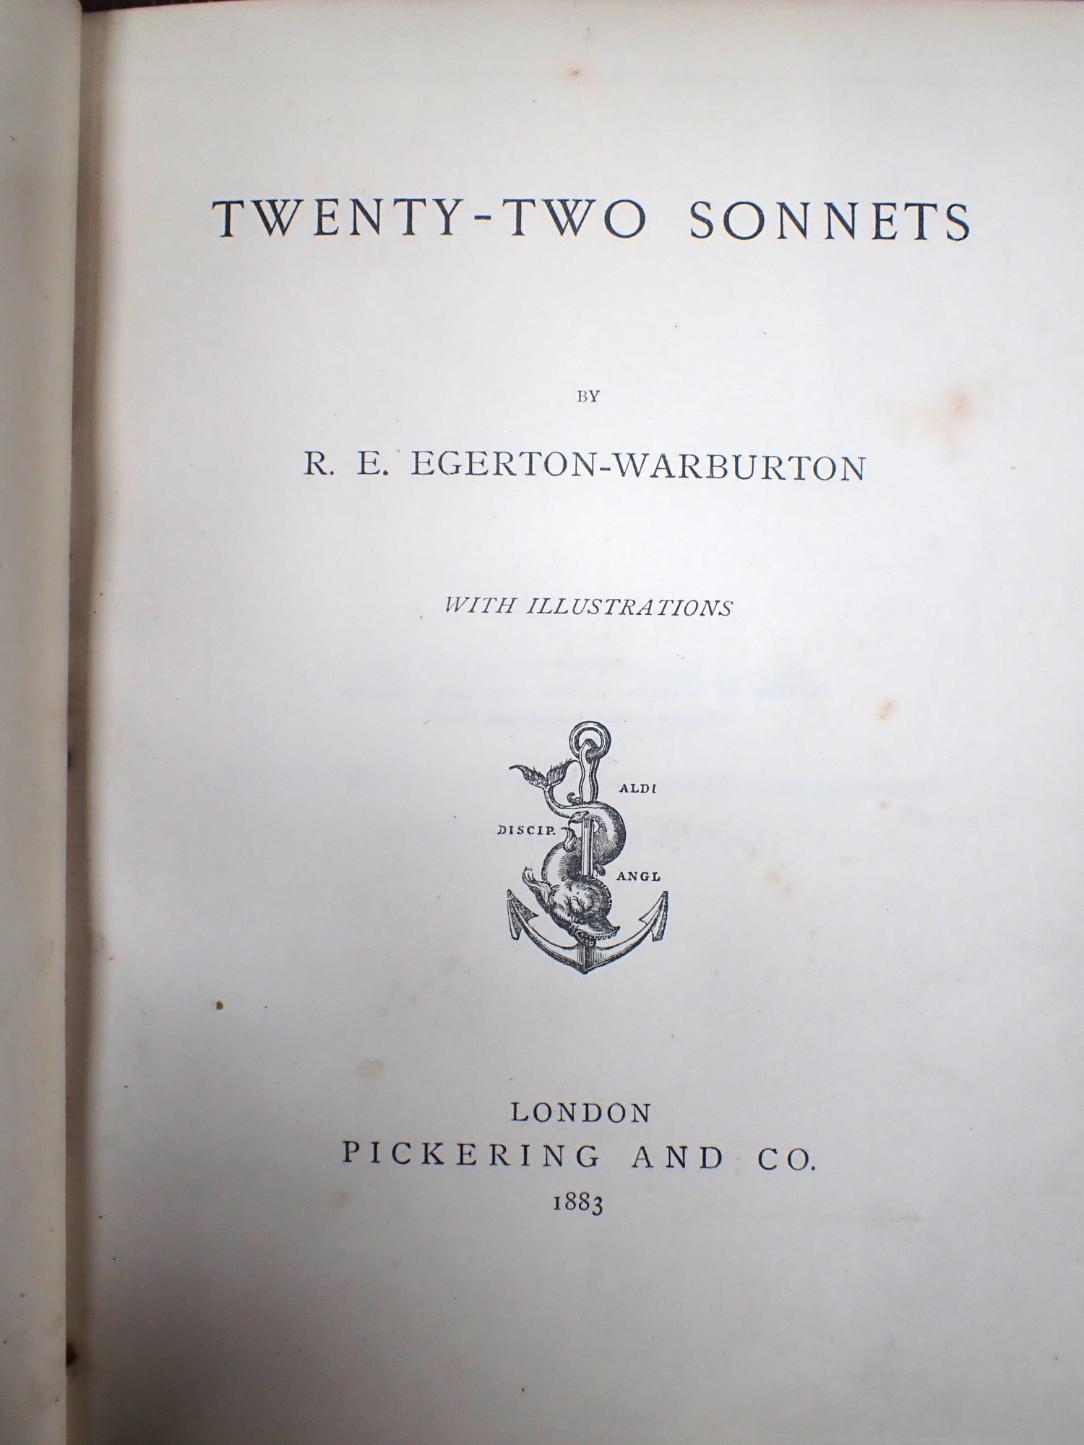 TWENTY-TWO SONNETS
BY
R. E. EGERTON-WARBURTON
WITH ILLUSTRATIONS
ALDI
DISCIP.
ANGL
LONDON
PICKERING AND CO.
1883